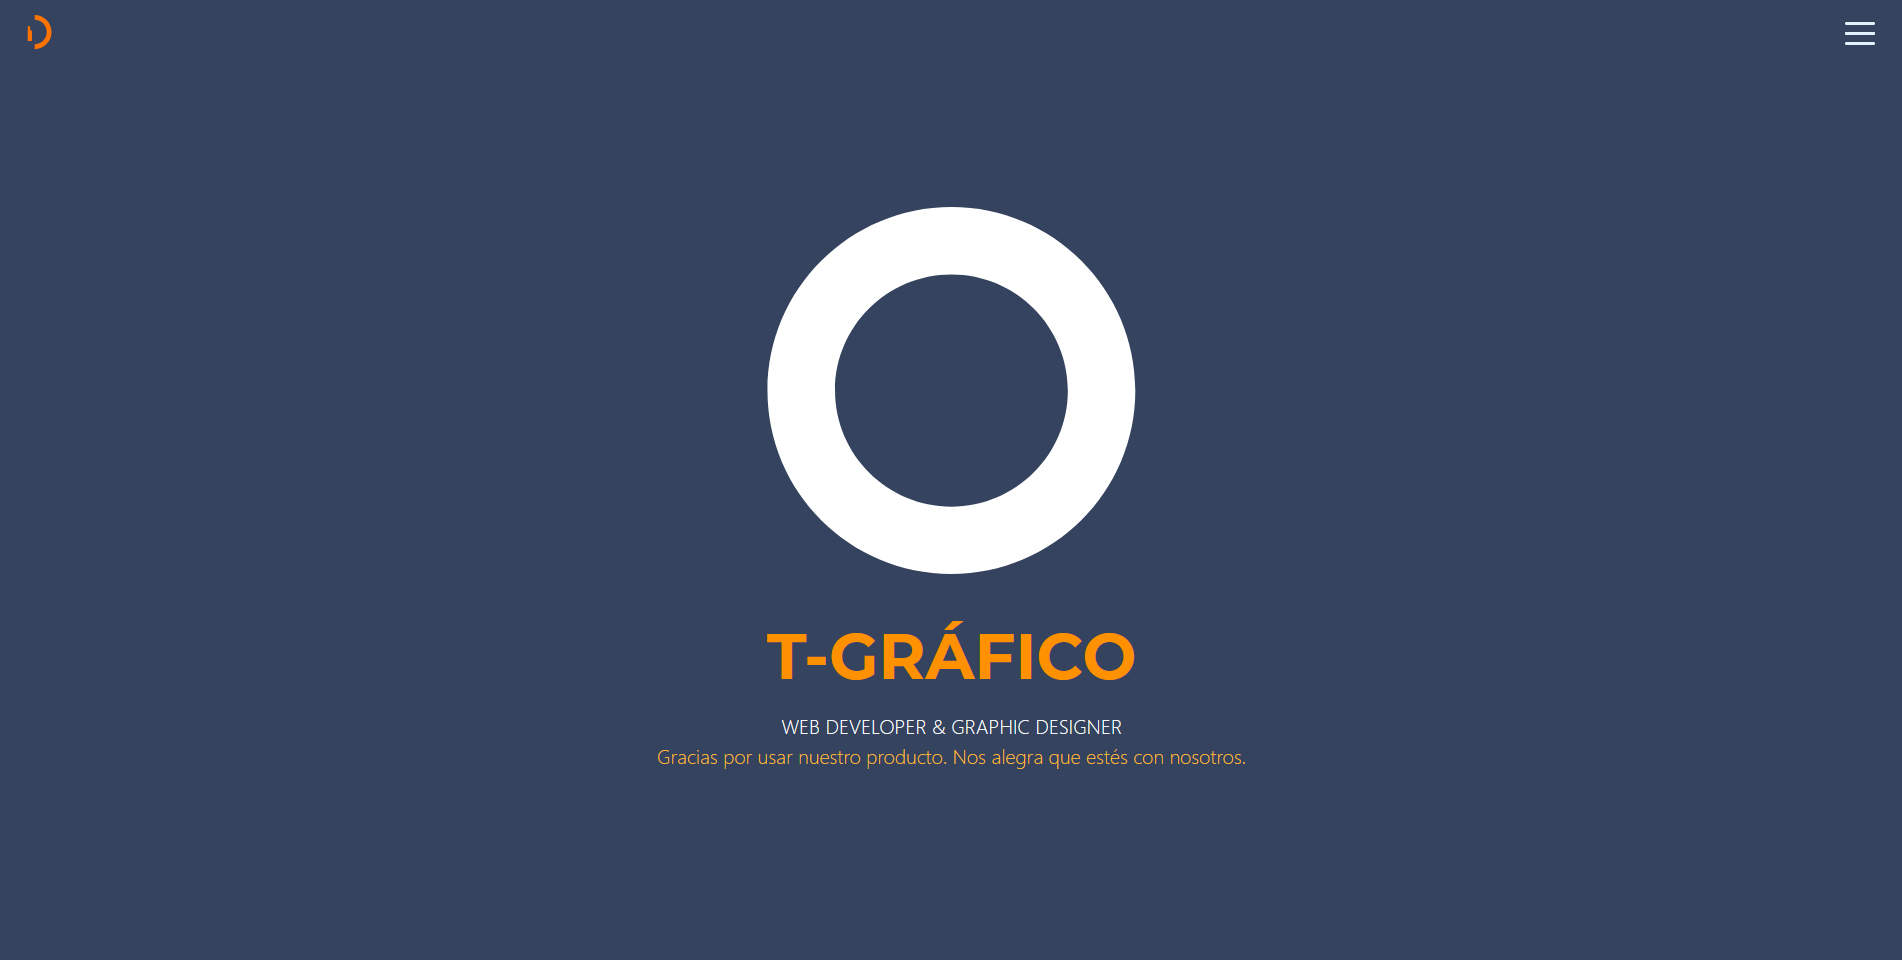 T-GRÁFICO
WEB DEVELOPER & GRAPHIC DESIGNER
Gracias por usar nuestro producto. Nos alegra que estés con nosotros.